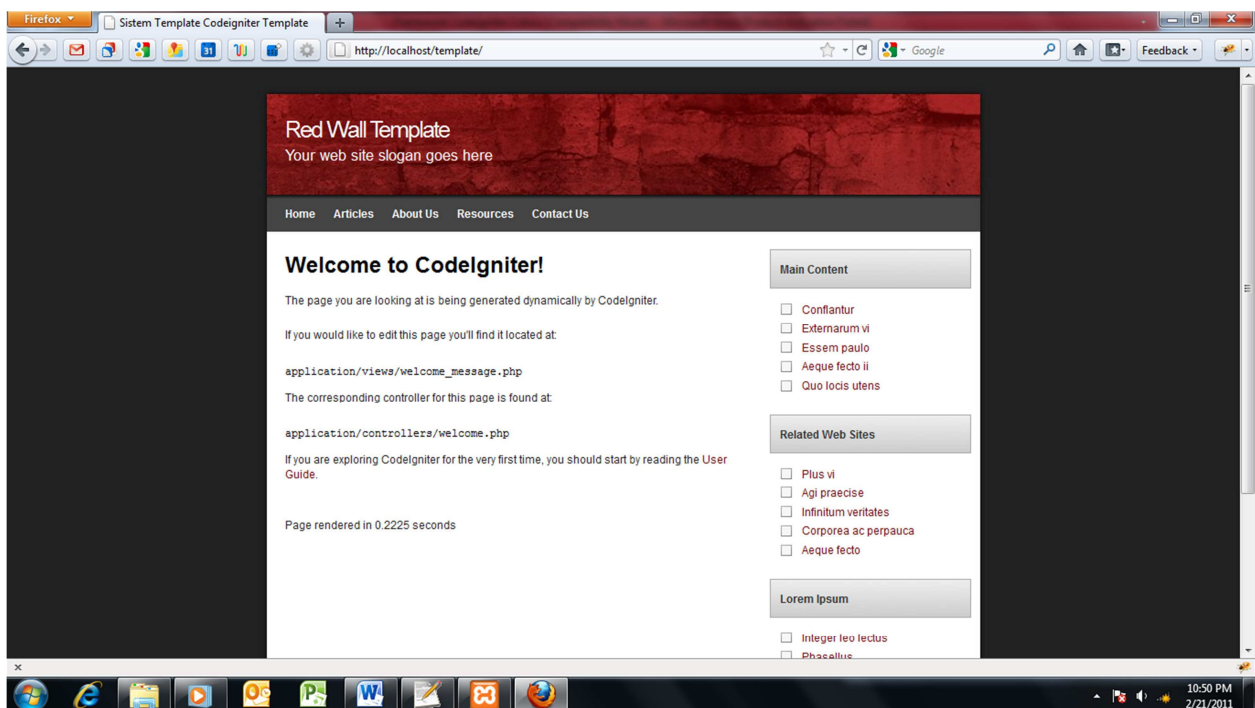 Firefox
Sistem Template Codeigniter Template
http://localhost/template/
Google
Feedback
31
Red Wall Template
Your web site slogan goes here
Home Articles About Us Resources Contact Us
Welcome to CodeIgniter!
The page you are looking at is being generated dynamically by CodeIgniter.
If you would like to edit this page you'll find it located at:
application/views/welcome_message.php
The corresponding controller for this page is found at:
application/controllers/welcome.php
If you are exploring CodeIgniter for the very first time, you should start by reading the User
Guide.
Page rendered in 0.2225 seconds
Main Content
Conflantur
Externarum vi
Essem paulo
Aeque fecto ii
Quo locis utens
Related Web Sites
Plus vi
Agi praecise
Infinitum veritates
Corporea ac perpauca
Aeque fecto
Lorem Ipsum
Integer leo lectus
Phasellus
10:50 PM
2/21/2011